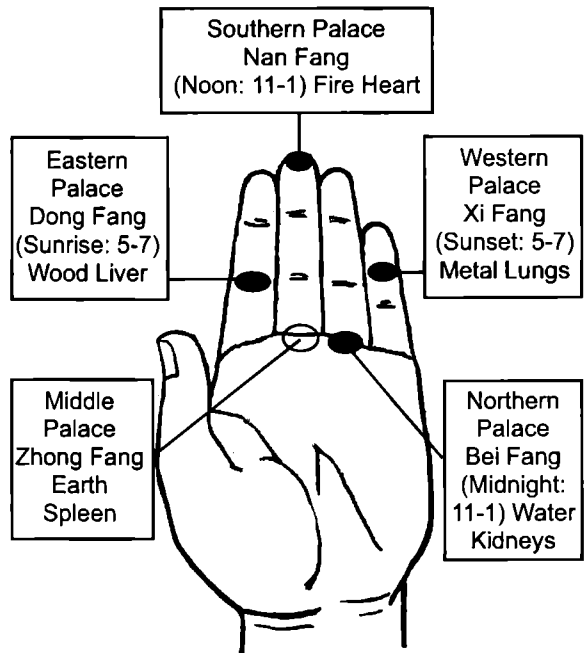 Southern Palace
Nan Fang
(Noon: 11-1) Fire Heart
Eastern
Palace
Dong Fang
(Sunrise: 5-7)
Wood Liver
Western
Palace
Xi Fang
(Sunset: 5-7)
Metal Lungs
Middle
Palace
Zhong Fang
Earth
Spleen
Northern
Palace
Bei Fang
(Midnight:
11-1) Water
Kidneys